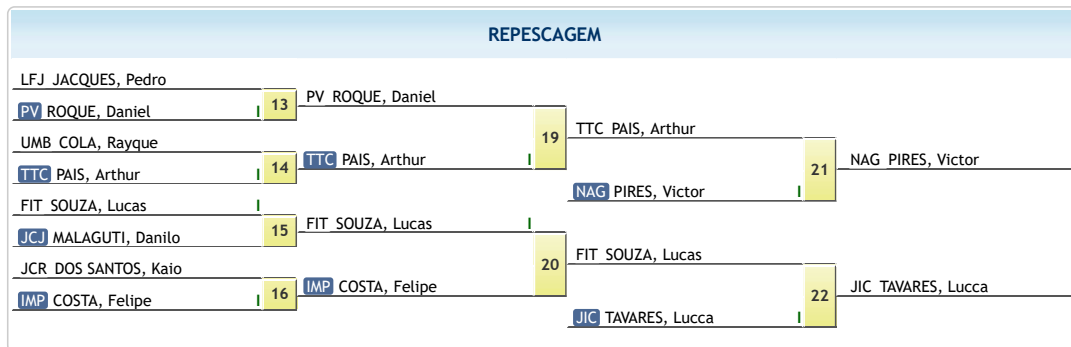 REPESCAGEM
LFJ JACQUES, Pedro
PV ROQUE, Daniel I
13
PV ROQUE, Daniel
UMB COLA, Rayque
TTC PAIS, Arthur I
14
TTC PAIS, Arthur I
19
TTC PAIS, Arthur
FIT SOUZA, Lucas I
JCJ MALAGUTI, Danilo
15
FIT SOUZA, Lucas I
JCR DOS SANTOS, Kaio
IMP COSTA, Felipe I
16
IMP COSTA, Felipe
20
FIT SOUZA, Lucas
NAG PIRES, Victor I
21
NAG PIRES, Victor
JIC TAVARES, Lucca I
22
JIC TAVARES, Lucca